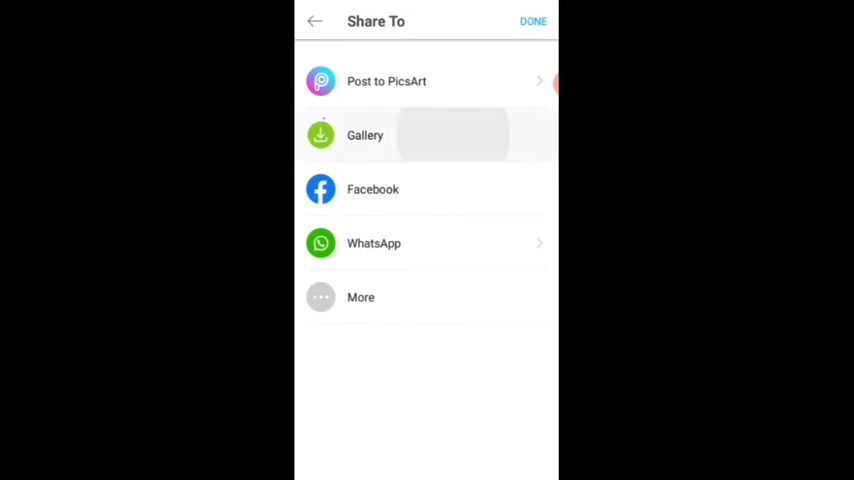 Share To
DONE
Post to PicsArt
Gallery
Facebook
WhatsApp
More